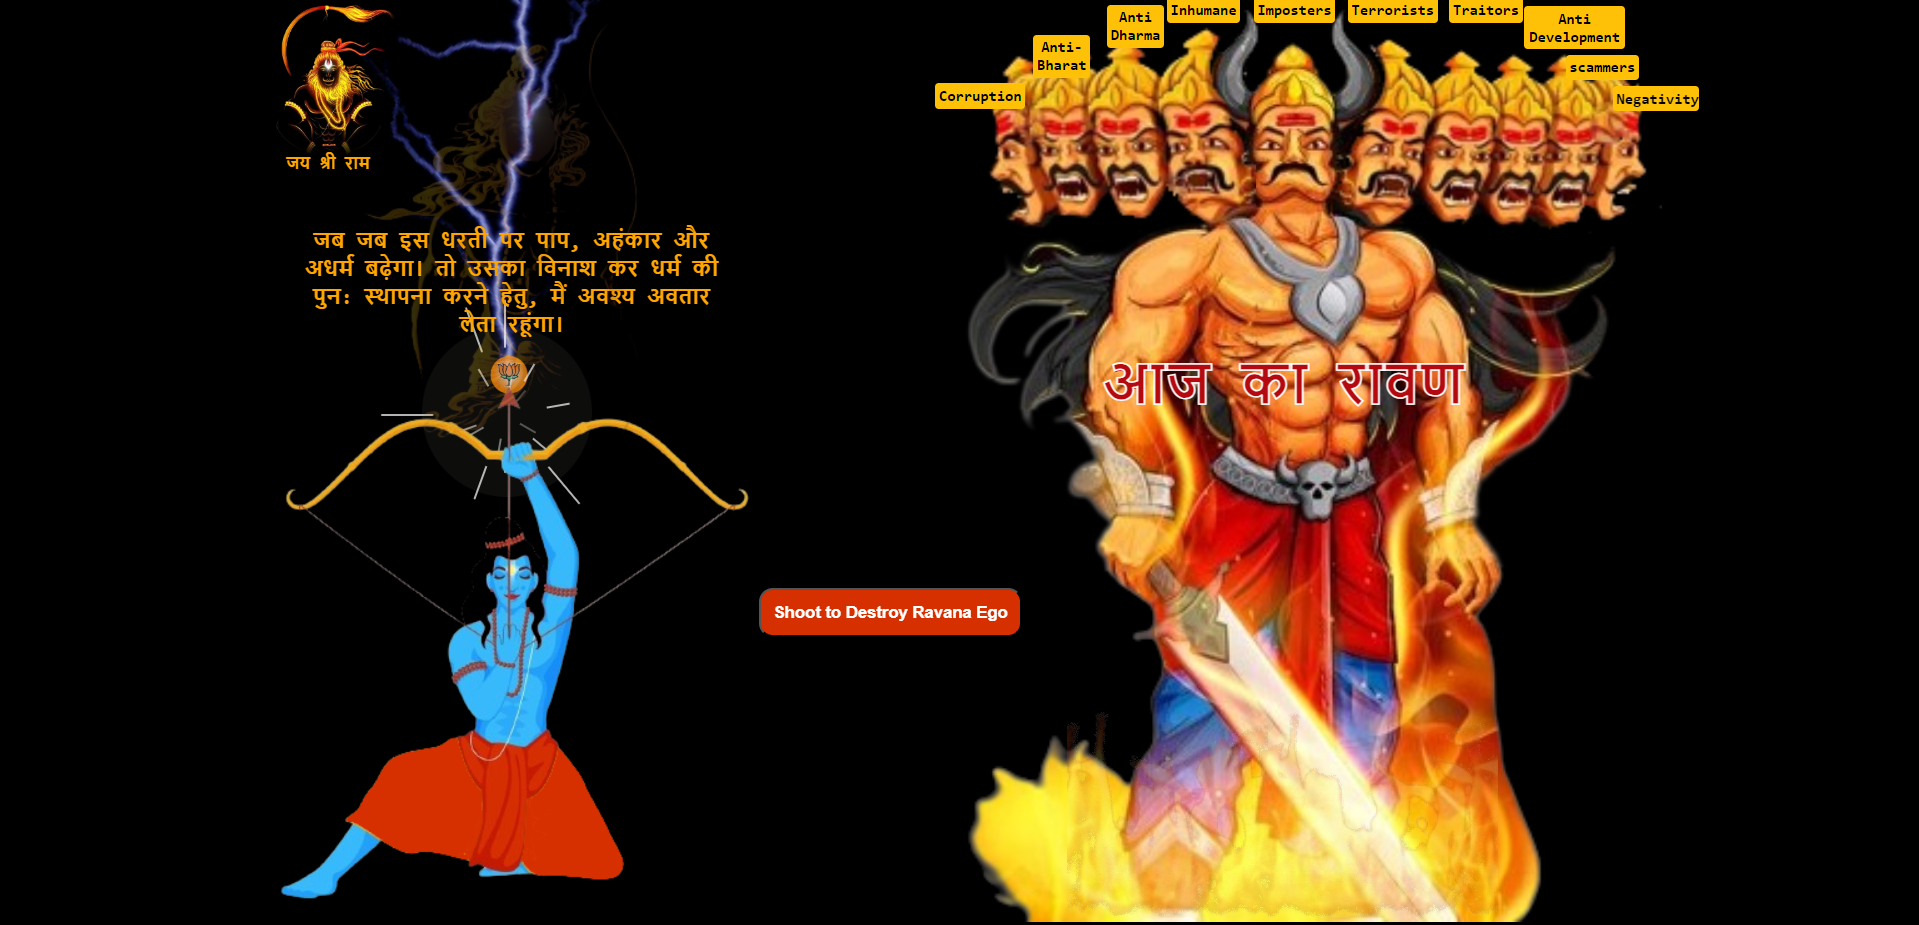 जय श्री राम
जब जब इस धरती पर पाप, अहंकार और
अधर्म बढ़ेगा। तो उसका विनाश कर धर्म की
पुनः स्थापना करने हेतु, मैं अवश्य अवतार
लेता रहूंगा।
Shoot to Destroy Ravana Ego
Corruption
Anti-
Bharat
Anti
Dharma
Inhumane
Imposters
Terrorists
Traitors
Anti
Development
scammers
Negativity
आज का रावण